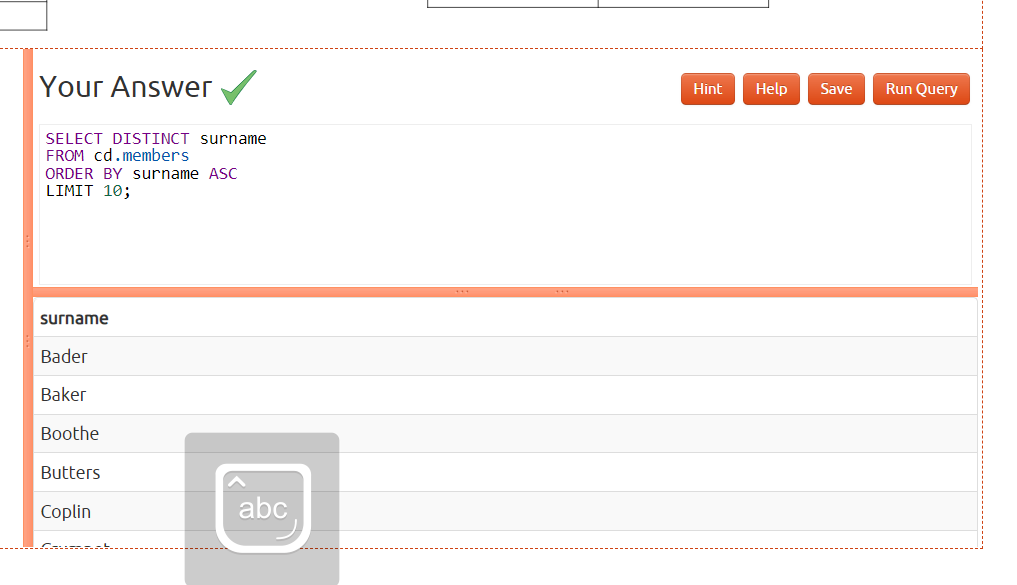 Your Answer
Hint Help Save Run Query
SELECT DISTINCT surname
FROM cd.members
ORDER BY surname ASC
LIMIT 10;
surname
Bader
Baker
Boothe
Butters
abc
Coplin